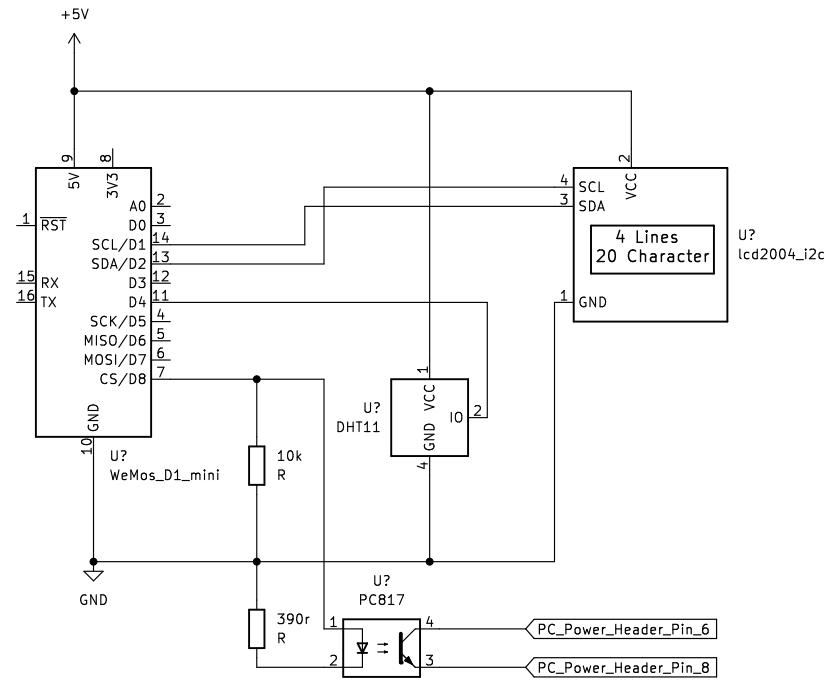 +5V
9
8
2
5V
3V3
VCC
A0 2
4 SCL
D0 3
3 SDA
1 RST
SCL/D1 14
4 Lines
U?
SDA/D2 13
20 Character
lcd2004_i2c
15 RX
D3 12
16 TX
D4 11
1 GND
SCK/D5 4
MISO/D6 5
MOSI/D7 6
CS/D8 7
1
VCC
U?
IO 2
DHT11
GND
GND
10
4
U?
10k
WeMos_D1_mini
R
GND
U?
PC817
390r
R
1
4
PC_Power_Header_Pin_6
2
3
PC_Power_Header_Pin_8